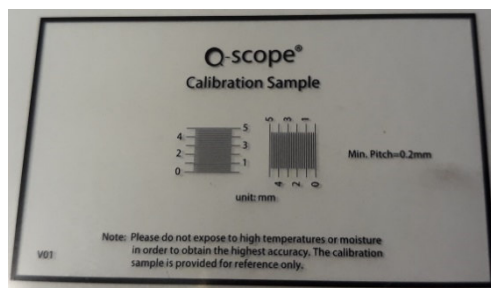 Q-scope®
Calibration Sample
5 3 1
4 5
2 3
0 1
4 2 0
Min. Pitch=0.2mm
unit: mm
Note: Please do not expose to high temperatures or moisture
in order to obtain the highest accuracy. The calibration
sample is provided for reference only.
V01